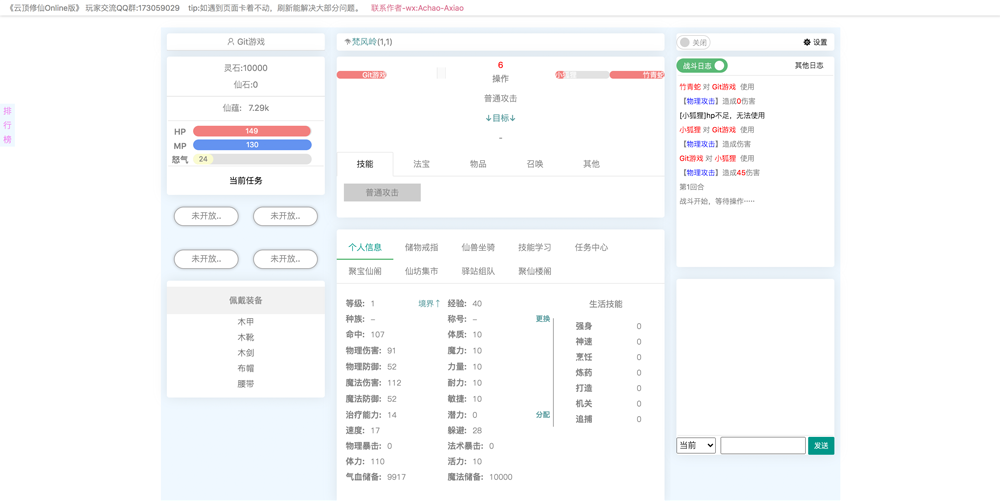 《云顶修仙Online版》 玩家交流QQ群:173059029 tip:如遇到页面卡着不动，刷新能解决大部分问题。 联系作者-wx:Achao-Axiao
排
行
榜
Git游戏
灵石:10000
仙石:0
仙蕴: 7.29k
HP 149
MP 130
怒气 24
当前任务
未开放.. 未开放..
未开放.. 未开放..
佩戴装备
木甲
木靴
木剑
布帽
腰带
梵风岭(1,1)
6
Git游戏 操作 小狐狸 竹青蛇
普通攻击
↓目标↓
-
技能 法宝 物品 召唤 其他
普通攻击
个人信息 储物戒指 仙兽坐骑 技能学习 任务中心
聚宝仙阁 仙坊集市 驿站组队 聚仙楼阁
等级: 1 境界↑ 经验: 40
种族: - 称号: - 更换
命中: 107 体质: 10
物理伤害: 91 魔力: 10
物理防御: 52 力量: 10
魔法伤害: 112 耐力: 10
魔法防御: 52 敏捷: 10
治疗能力: 14 潜力: 0 分配
速度: 17 躲避: 28
物理暴击: 0 法术暴击: 0
体力: 110 活力: 10
气血储备: 9917 魔法储备: 10000
生活技能
强身 0
神速 0
烹饪 0
炼药 0
打造 0
机关 0
追捕 0
关闭 设置
战斗日志 其他日志
竹青蛇 对 Git游戏 使用
【物理攻击】造成0伤害
[小狐狸]hp不足，无法使用
小狐狸 对 Git游戏 使用
【物理攻击】造成伤害
Git游戏 对 小狐狸 使用
【物理攻击】造成45伤害
第1回合
战斗开始，等待操作·····
当前 发送